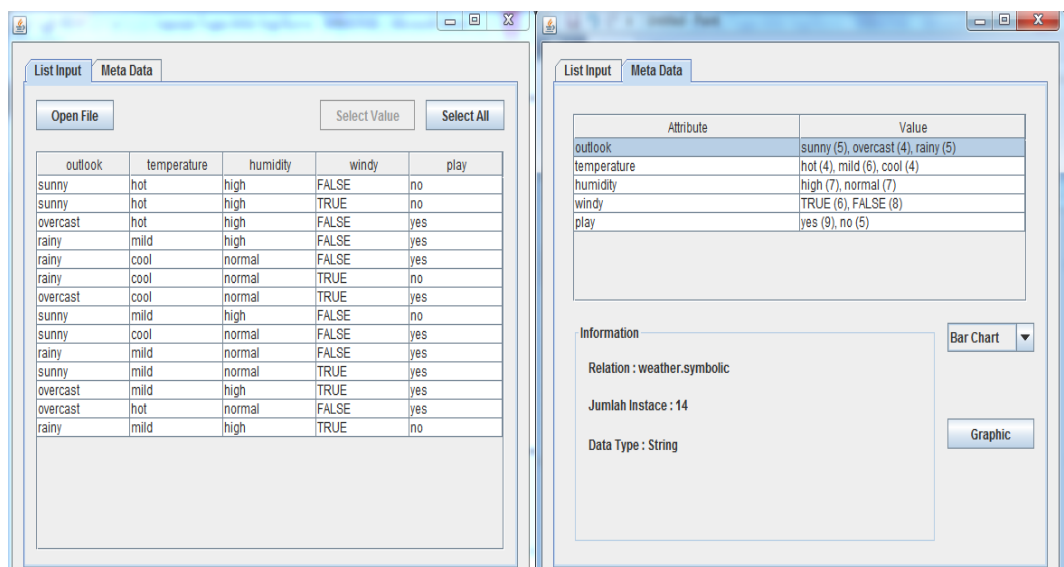 List Input Meta Data
Open File Select Value Select All
outlook temperature humidity windy play
sunny hot high FALSE no
sunny hot high TRUE no
overcast hot high FALSE yes
rainy mild high FALSE yes
rainy cool normal FALSE yes
rainy cool normal TRUE no
overcast cool normal TRUE yes
sunny mild high FALSE no
sunny cool normal FALSE yes
rainy mild normal FALSE yes
sunny mild normal TRUE yes
overcast mild high TRUE yes
overcast hot normal FALSE yes
rainy mild high TRUE no
List Input Meta Data
Attribute Value
outlook sunny (5), overcast (4), rainy (5)
temperature hot (4), mild (6), cool (4)
humidity high (7), normal (7)
windy TRUE (6), FALSE (8)
play yes (9), no (5)
Information
Bar Chart
Relation : weather.symbolic
Jumlah Instace : 14
Graphic
Data Type : String